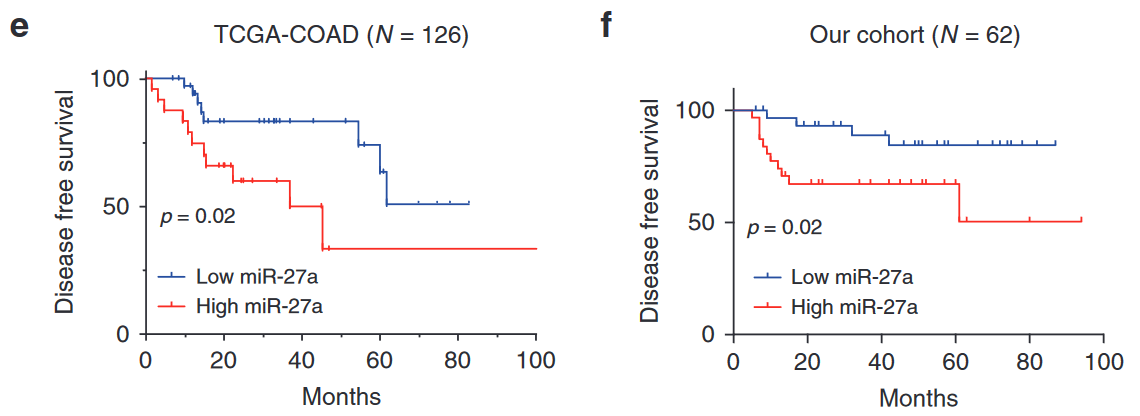 e
TCGA-COAD (N = 126)
Disease free survival
100
50
0
p = 0.02
Low miR-27a
High miR-27a
0 20 40 60 80 100
Months
f
Our cohort (N = 62)
Disease free survival
100
50
0
p = 0.02
Low miR-27a
High miR-27a
0 20 40 60 80 100
Months